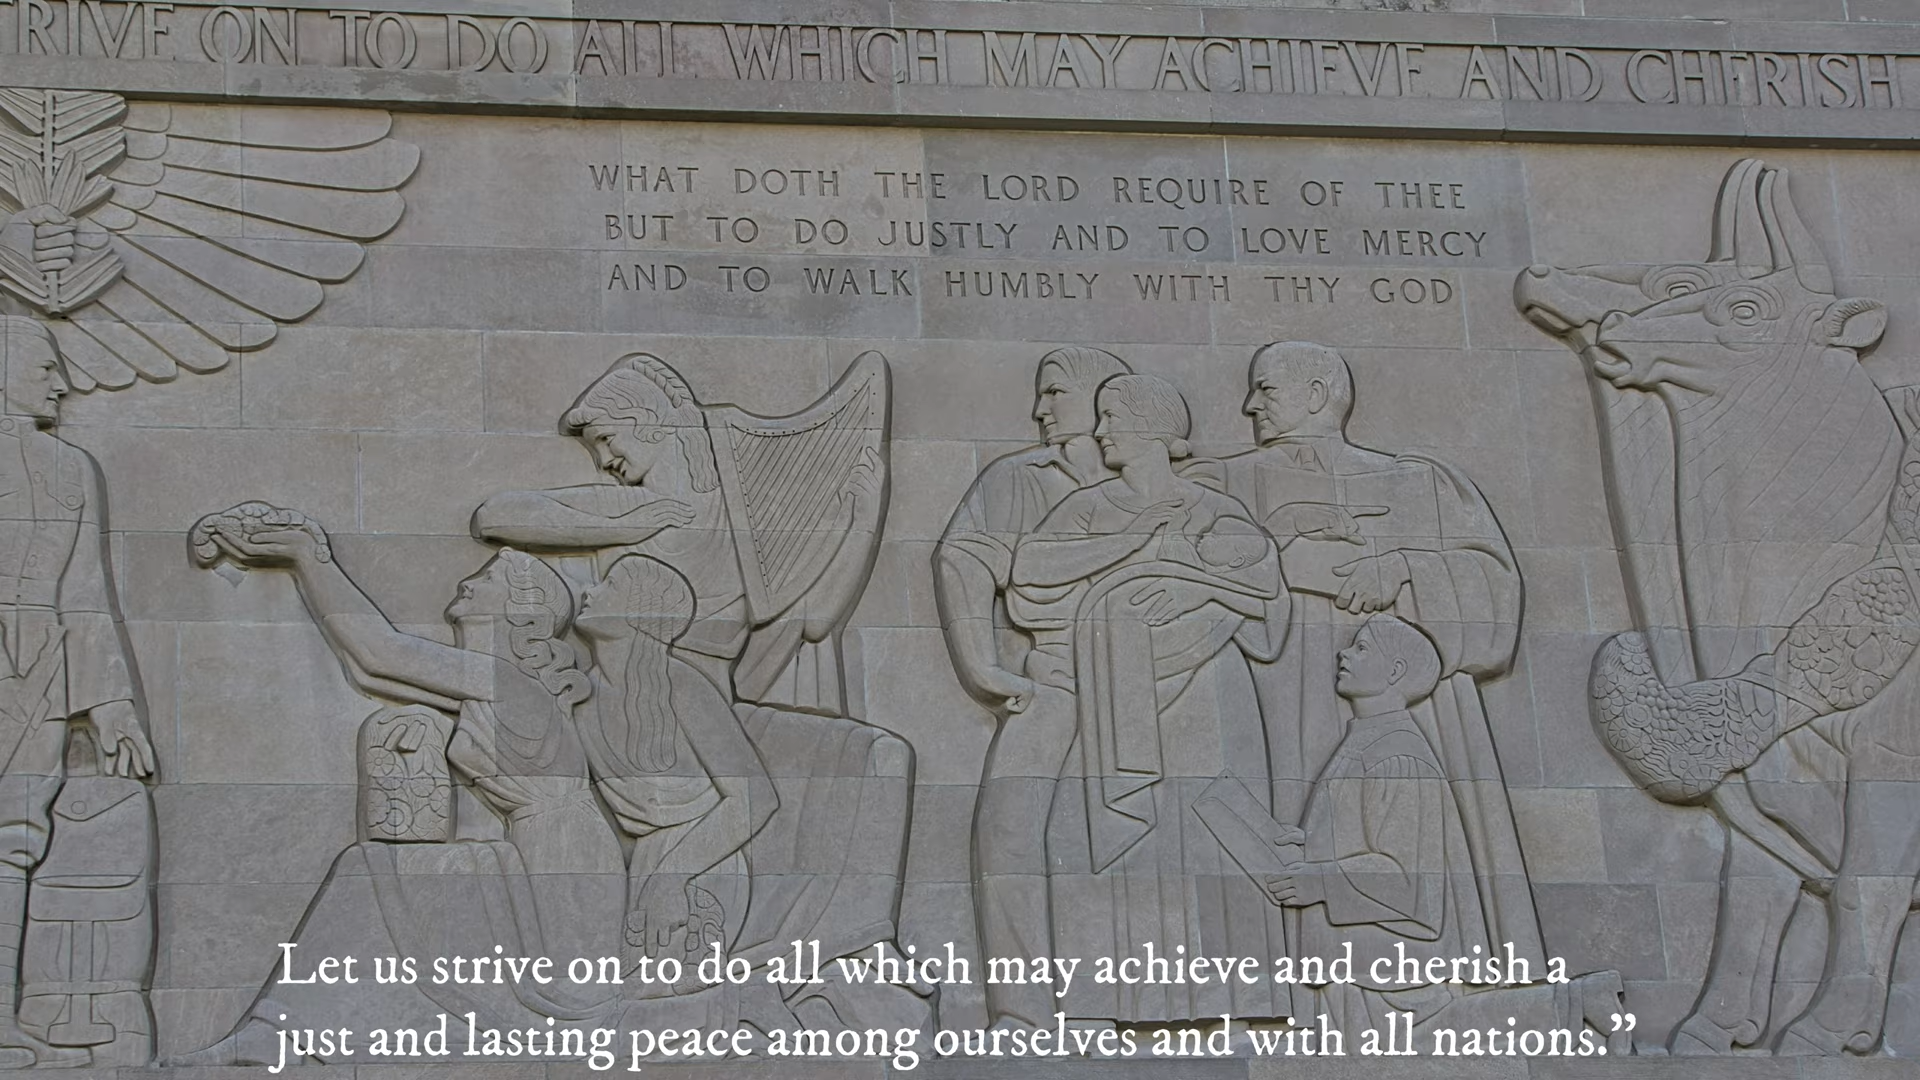 RIVE ON TO DO ALL WHICH MAY ACHIEVE AND CHERISH
WHAT DOTH THE LORD REQUIRE OF THEE
BUT TO DO JUSTLY AND TO LOVE MERCY
AND TO WALK HUMBLY WITH THY GOD
Let us strive on to do all which may achieve and cherish a
just and lasting peace among ourselves and with all nations.”